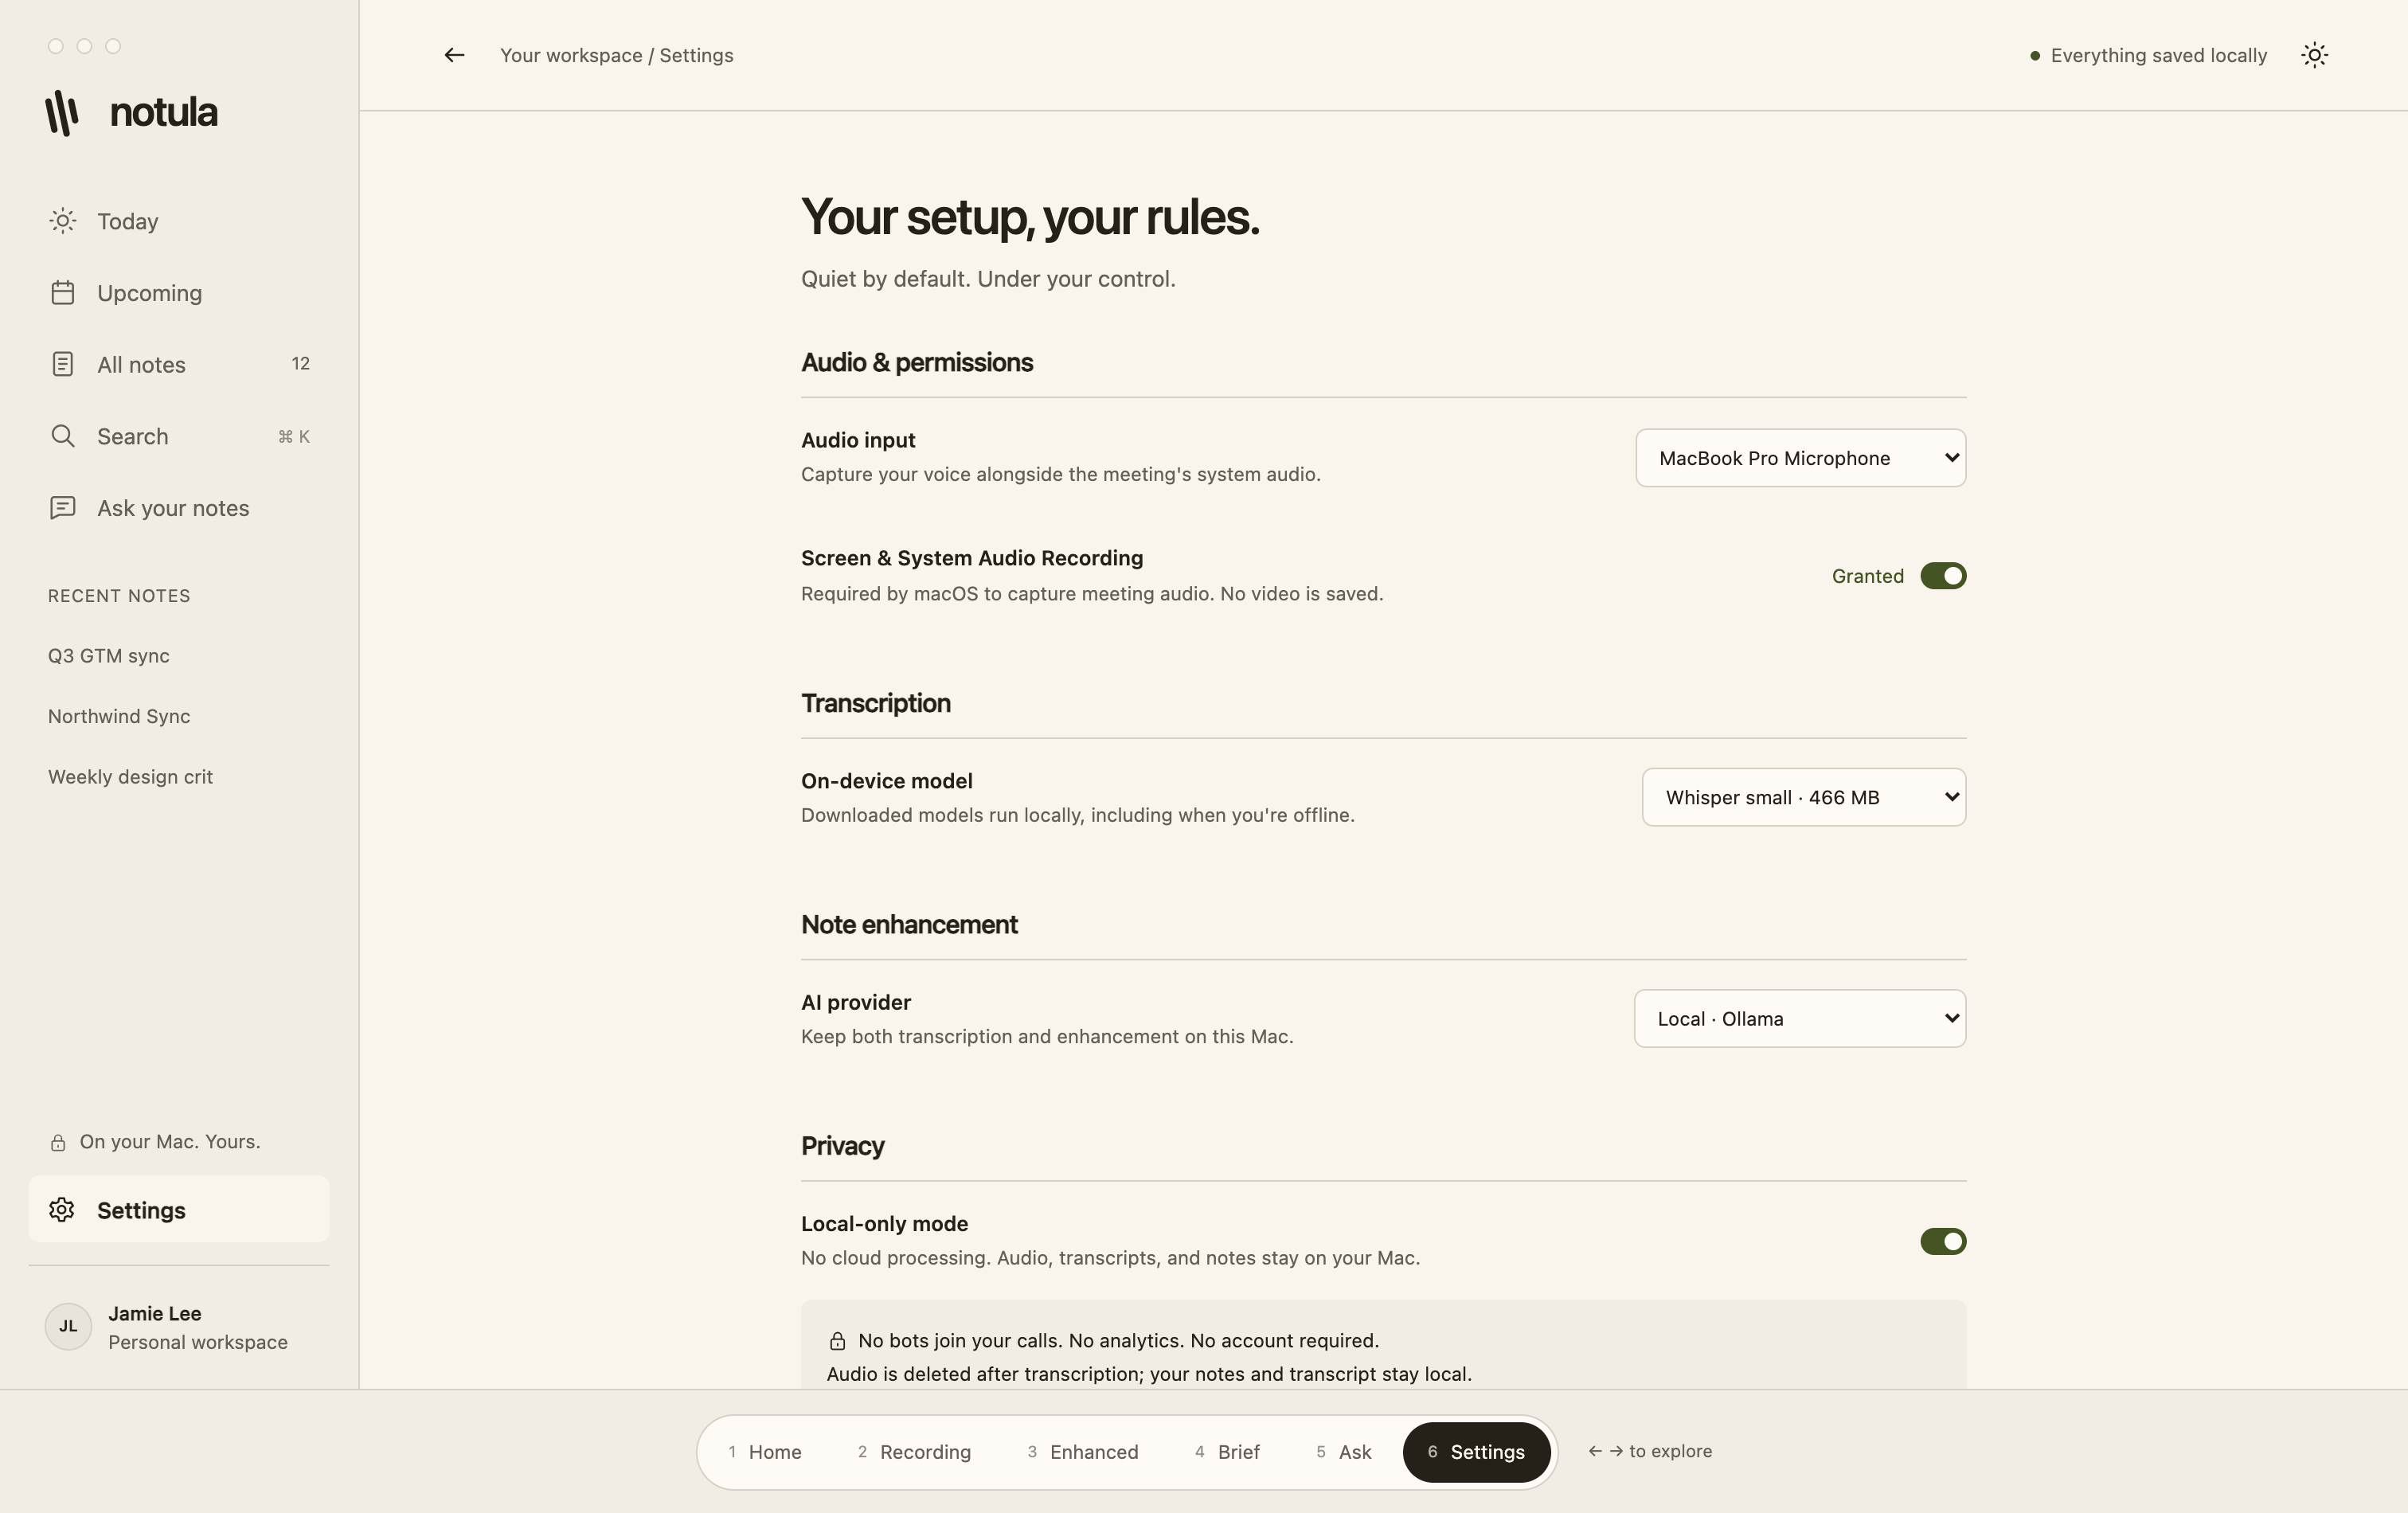 notula
Today
Upcoming
All notes 12
Search ⌘ K
Ask your notes
RECENT NOTES
Q3 GTM sync
Northwind Sync
Weekly design crit
On your Mac. Yours.
Settings
JL
Jamie Lee
Personal workspace
← Your workspace / Settings
Everything saved locally
Your setup, your rules.
Quiet by default. Under your control.
Audio & permissions
Audio input
Capture your voice alongside the meeting's system audio.
MacBook Pro Microphone
Screen & System Audio Recording
Required by macOS to capture meeting audio. No video is saved.
Granted
Transcription
On-device model
Downloaded models run locally, including when you're offline.
Whisper small · 466 MB
Note enhancement
AI provider
Keep both transcription and enhancement on this Mac.
Local · Ollama
Privacy
Local-only mode
No cloud processing. Audio, transcripts, and notes stay on your Mac.
No bots join your calls. No analytics. No account required.
Audio is deleted after transcription; your notes and transcript stay local.
1 Home 2 Recording 3 Enhanced 4 Brief 5 Ask 6 Settings ← → to explore